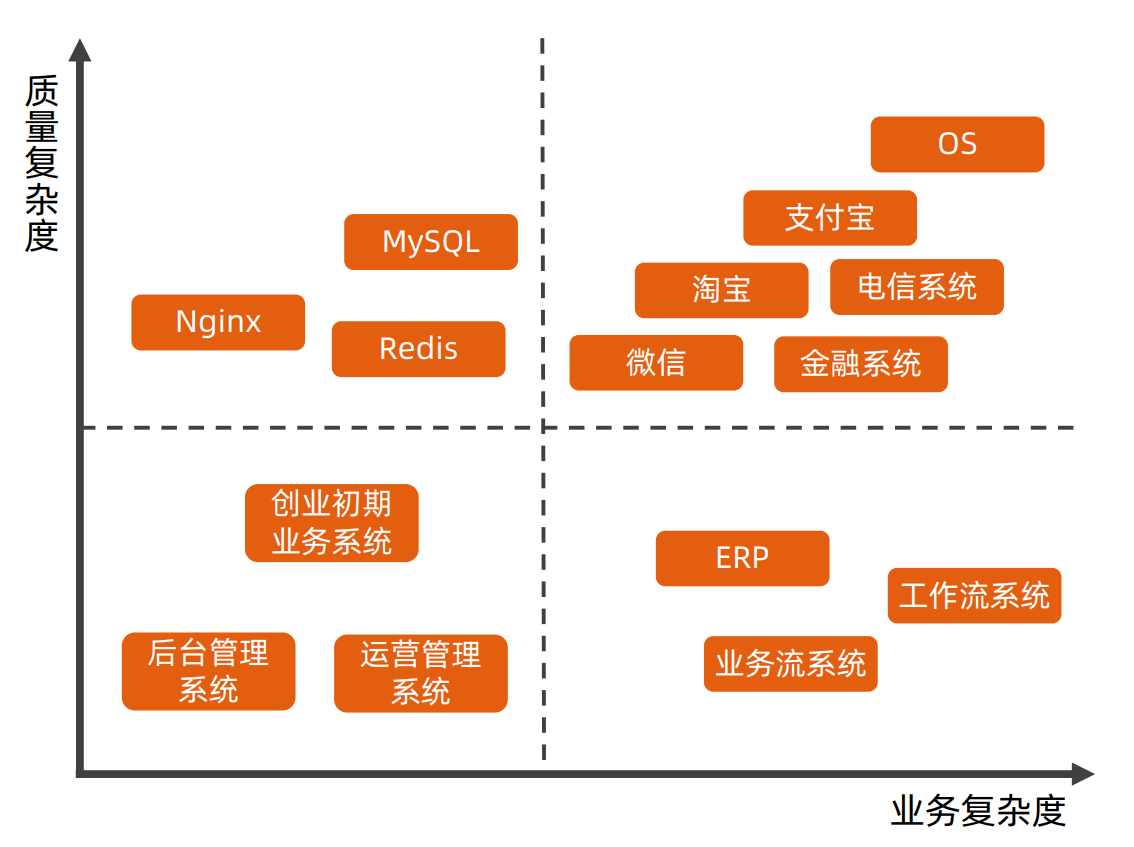 质量复杂度
OS
支付宝
MySQL
淘宝
电信系统
Nginx
Redis
微信
金融系统
创业初期
业务系统
ERP
工作流系统
后台管理
系统
运营管理
系统
业务流系统
业务复杂度